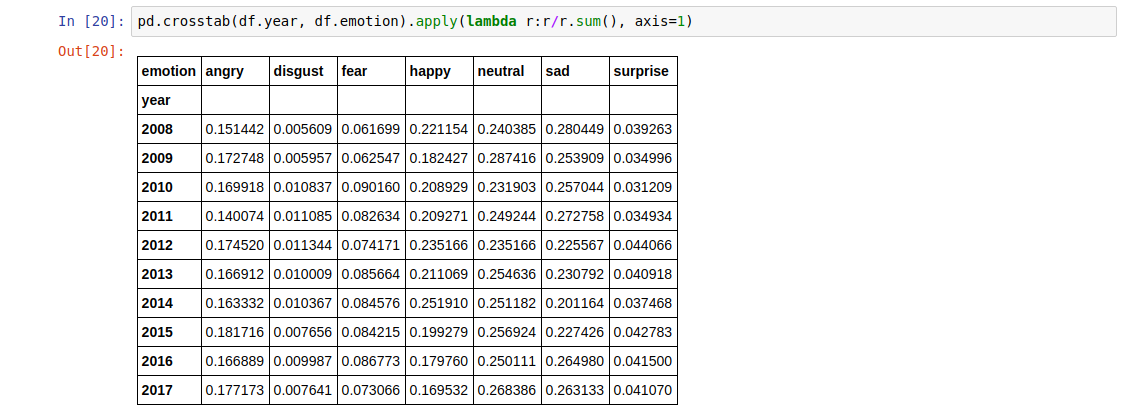 In [20]: pd.crosstab(df.year, df.emotion).apply(lambda r:r/r.sum(), axis=1)
Out[20]:
emotion angry disgust fear happy neutral sad surprise
year
2008 0.151442 0.005609 0.061699 0.221154 0.240385 0.280449 0.039263
2009 0.172748 0.005957 0.062547 0.182427 0.287416 0.253909 0.034996
2010 0.169918 0.010837 0.090160 0.208929 0.231903 0.257044 0.031209
2011 0.140074 0.011085 0.082634 0.209271 0.249244 0.272758 0.034934
2012 0.174520 0.011344 0.074171 0.235166 0.235166 0.225567 0.044066
2013 0.166912 0.010009 0.085664 0.211069 0.254636 0.230792 0.040918
2014 0.163332 0.010367 0.084576 0.251910 0.251182 0.201164 0.037468
2015 0.181716 0.007656 0.084215 0.199279 0.256924 0.227426 0.042783
2016 0.166889 0.009987 0.086773 0.179760 0.250111 0.264980 0.041500
2017 0.177173 0.007641 0.073066 0.169532 0.268386 0.263133 0.041070